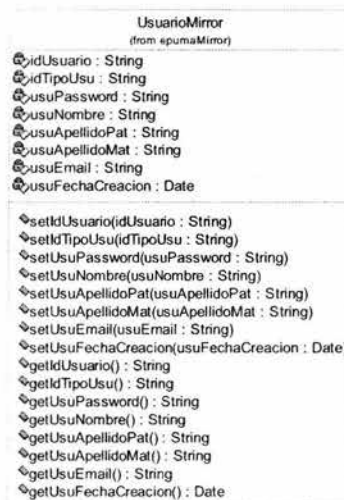 UsuarioMirror
(from epumaMirror)
idUsuario : String
idTipoUsu : String
usuPassword : String
usuNombre : String
usuApellidoPat : String
usuApellidoMat : String
usuEmail : String
usuFechaCreacion : Date
setIdUsuario(idUsuario : String)
setIdTipoUsu(idTipoUsu : String)
setUsuPassword(usuPassword : String)
setUsuNombre(usuNombre : String)
setUsuApellidoPat(usuApellidoPat : String)
setUsuApellidoMat(usuApellidoMat : String)
setUsuEmail(usuEmail : String)
setUsuFechaCreacion(usuFechaCreacion : Date)
getIdUsuario() : String
getIdTipoUsu() : String
getUsuPassword() : String
getUsuNombre() : String
getUsuApellidoPat() : String
getUsuApellidoMat() : String
getUsuEmail() : String
getUsuFechaCreacion() : Date